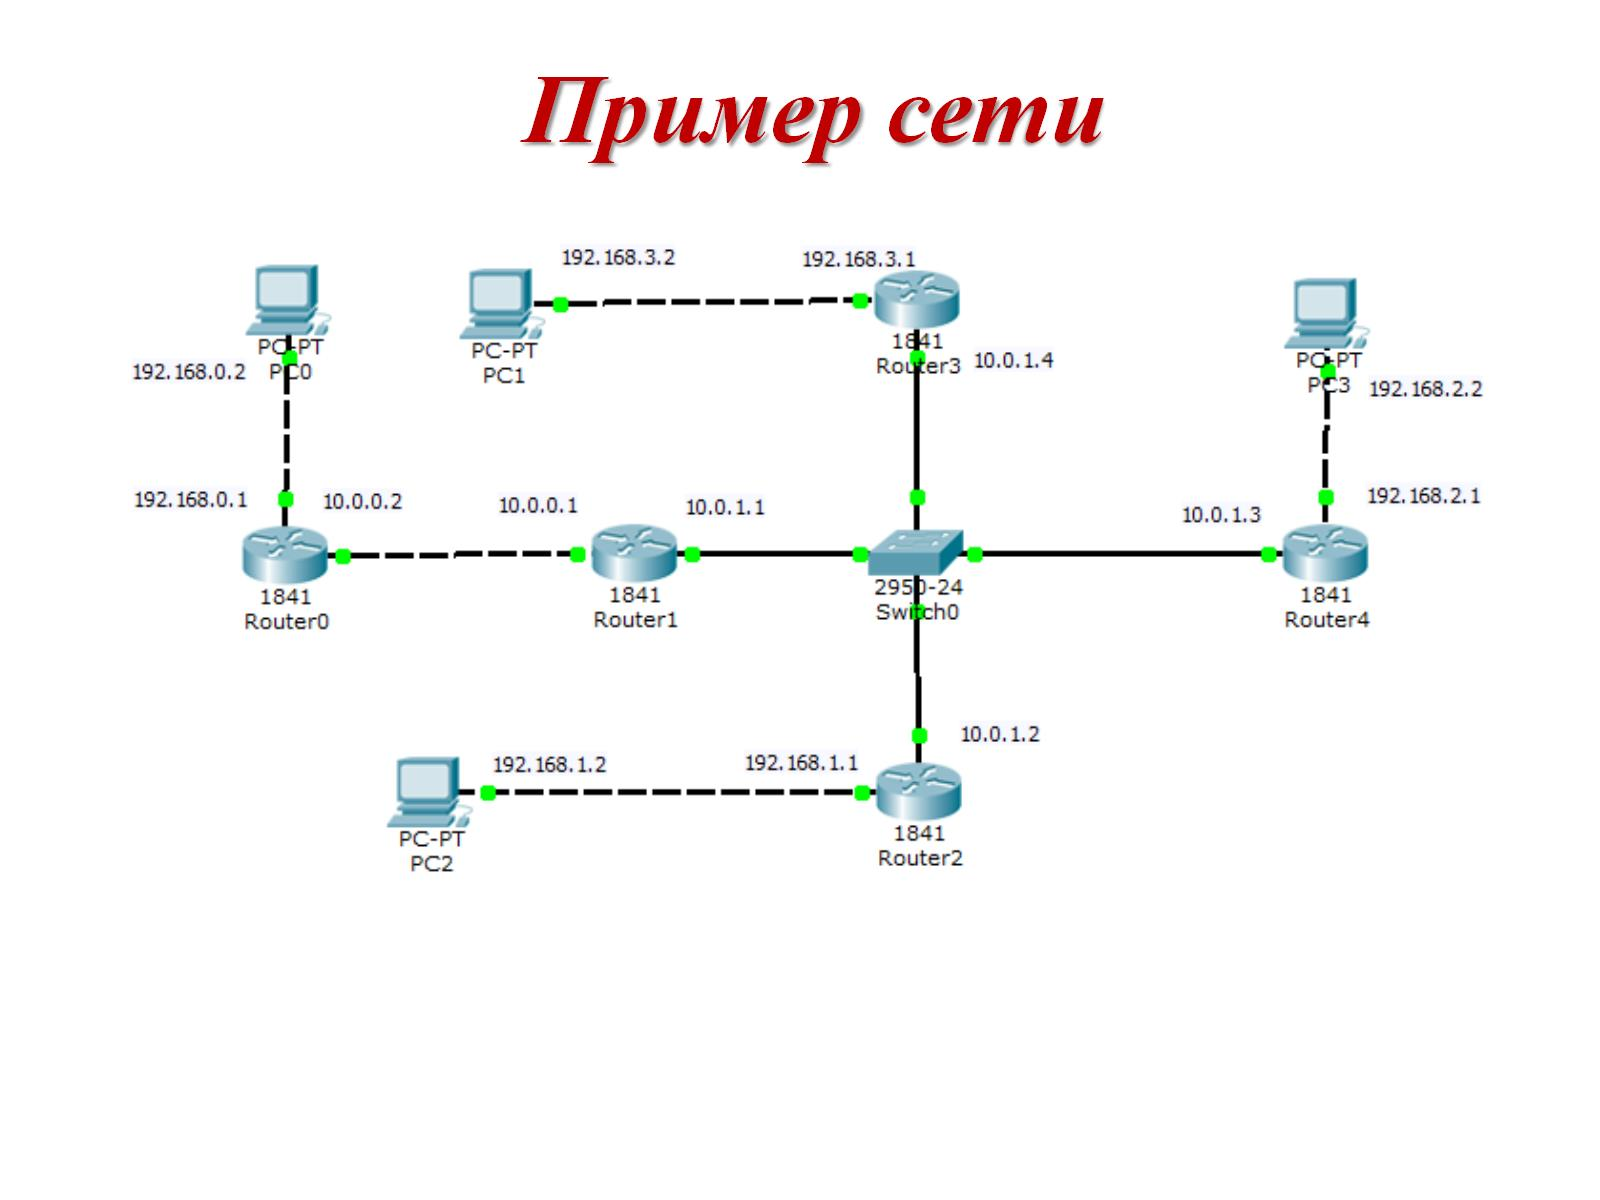 Пример сети
192.168.3.2
192.168.3.1
PC-PT
PC0
192.168.0.2
PC-PT
PC1
1841
Router3
10.0.1.4
PC-PT
PC3
192.168.2.2
192.168.0.1
10.0.0.2
10.0.0.1
10.0.1.1
10.0.1.3
192.168.2.1
1841
Router0
1841
Router1
2950-24
Switch0
1841
Router4
10.0.1.2
192.168.1.2
192.168.1.1
PC-PT
PC2
1841
Router2